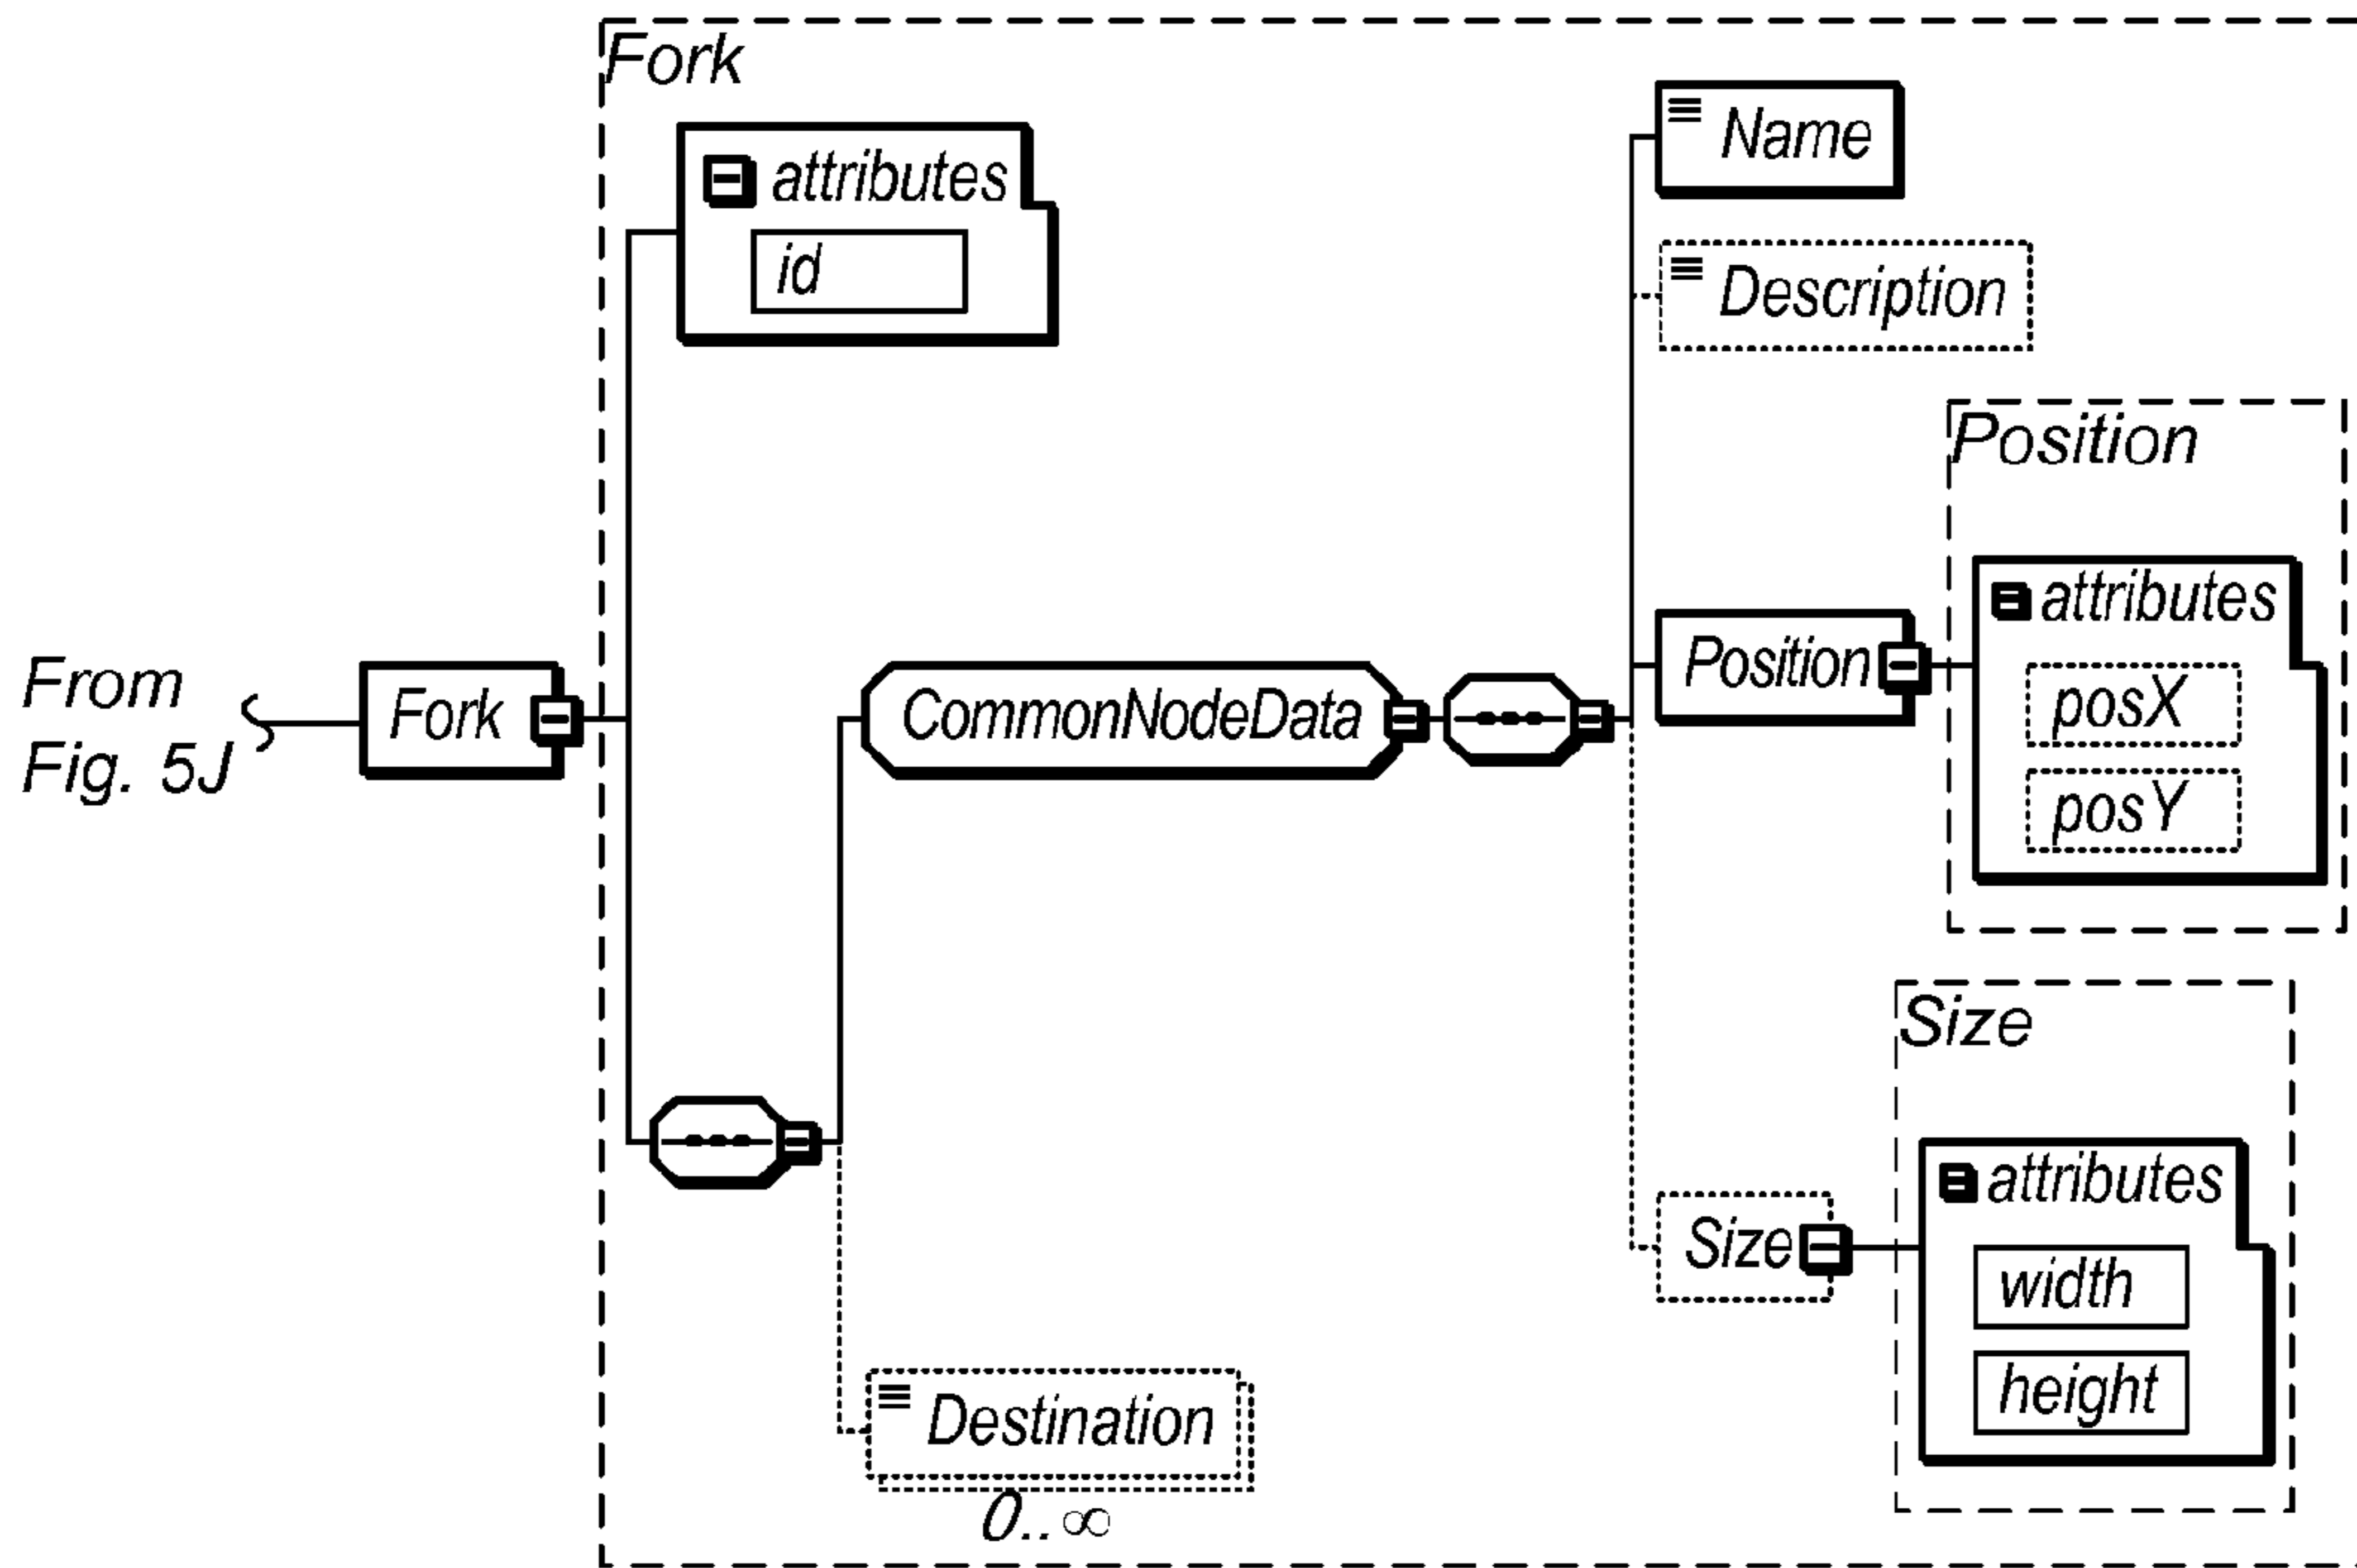 Fork
attributes
id
Name
Description
Position
attributes
posX
posY
Position
From
Fig. 5J
Fork
CommonNodeData
Size
attributes
width
height
Size
Destination
0..∞